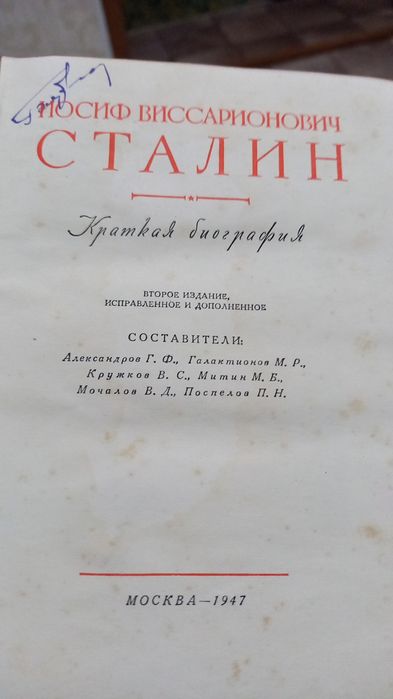 ИОСИФ ВИССАРИОНОВИЧ
СТАЛИН
Краткая биография
ВТОРОЕ ИЗДАНИЕ,
ИСПРАВЛЕННОЕ И ДОПОЛНЕННОЕ
СОСТАВИТЕЛИ:
Александров Г. Ф., Галактионов М. Р.,
Кружков В. С., Митин М. Б.,
Мочалов В. Д., Поспелов П. Н.
МОСКВА—1947